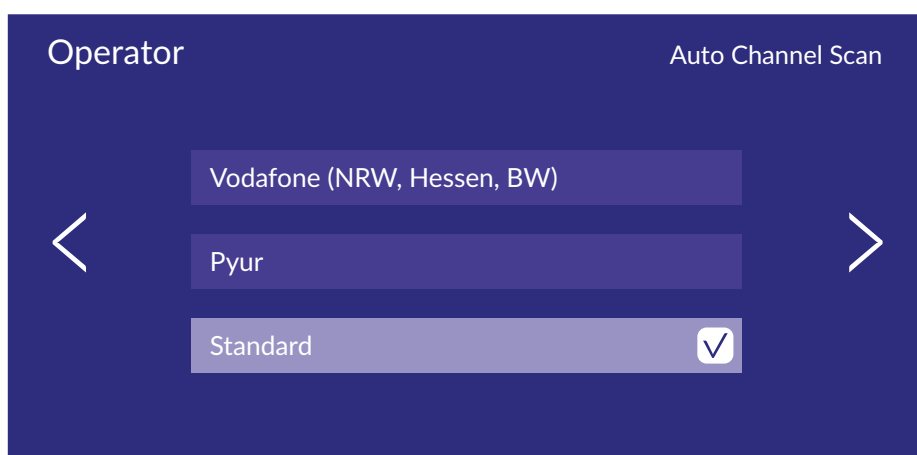 Operator
Auto Channel Scan
Vodafone (NRW, Hessen, BW)
Pyur
Standard